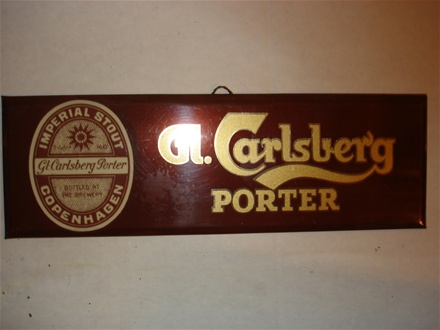 IMPERIAL STOUT
Gl. Carlsberg Porter
BOTTLED AT
THE BREWERY
COPENHAGEN
Gl. Carlsberg
PORTER